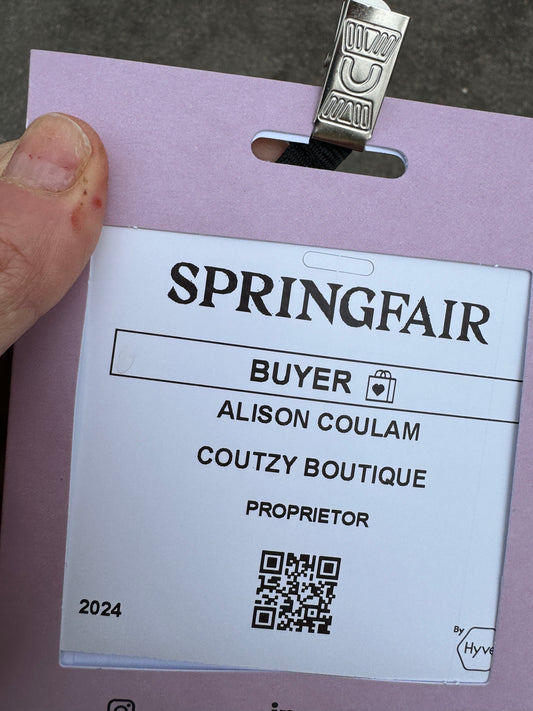 SPRINGFAIR
BUYER
ALISON COULAM
COUTZY BOUTIQUE
PROPRIETOR
2024
By
Hyve